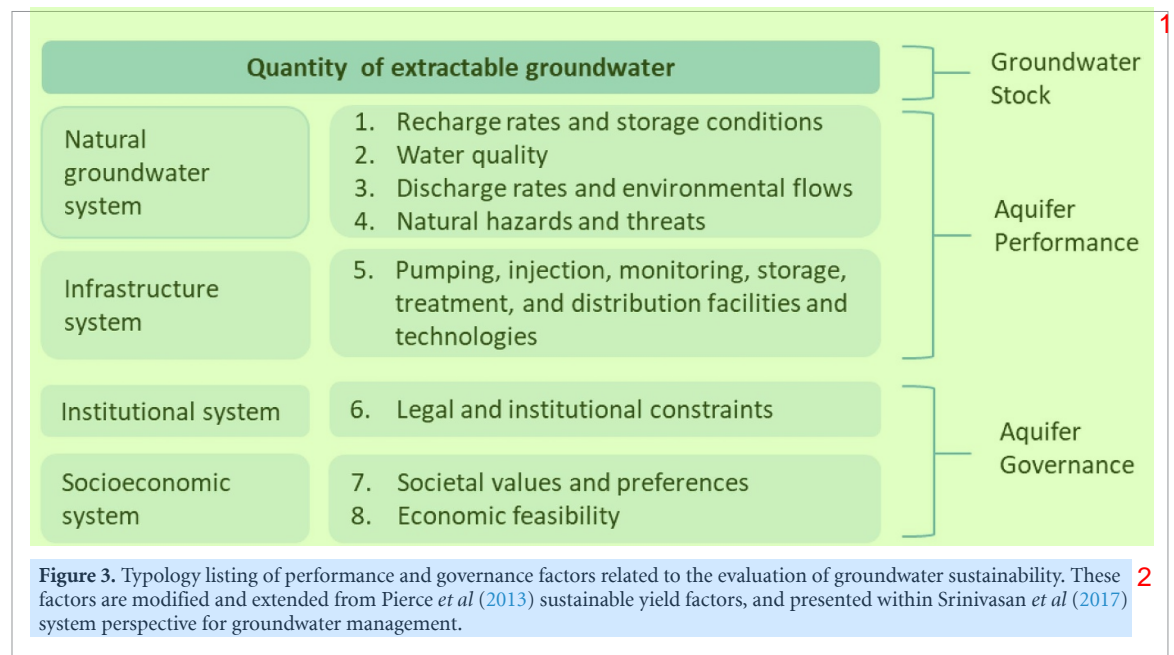 1
Quantity of extractable groundwater
Groundwater
Stock
Natural
groundwater
system
1. Recharge rates and storage conditions
2. Water quality
3. Discharge rates and environmental flows
4. Natural hazards and threats
Aquifer
Performance
Infrastructure
system
5. Pumping, injection, monitoring, storage,
treatment, and distribution facilities and
technologies
Institutional system
6. Legal and institutional constraints
Aquifer
Governance
Socioeconomic
system
7. Societal values and preferences
8. Economic feasibility
Figure 3. Typology listing of performance and governance factors related to the evaluation of groundwater sustainability. These
2
factors are modified and extended from Pierce et al (2013) sustainable yield factors, and presented within Srinivasan et al (2017)
system perspective for groundwater management.